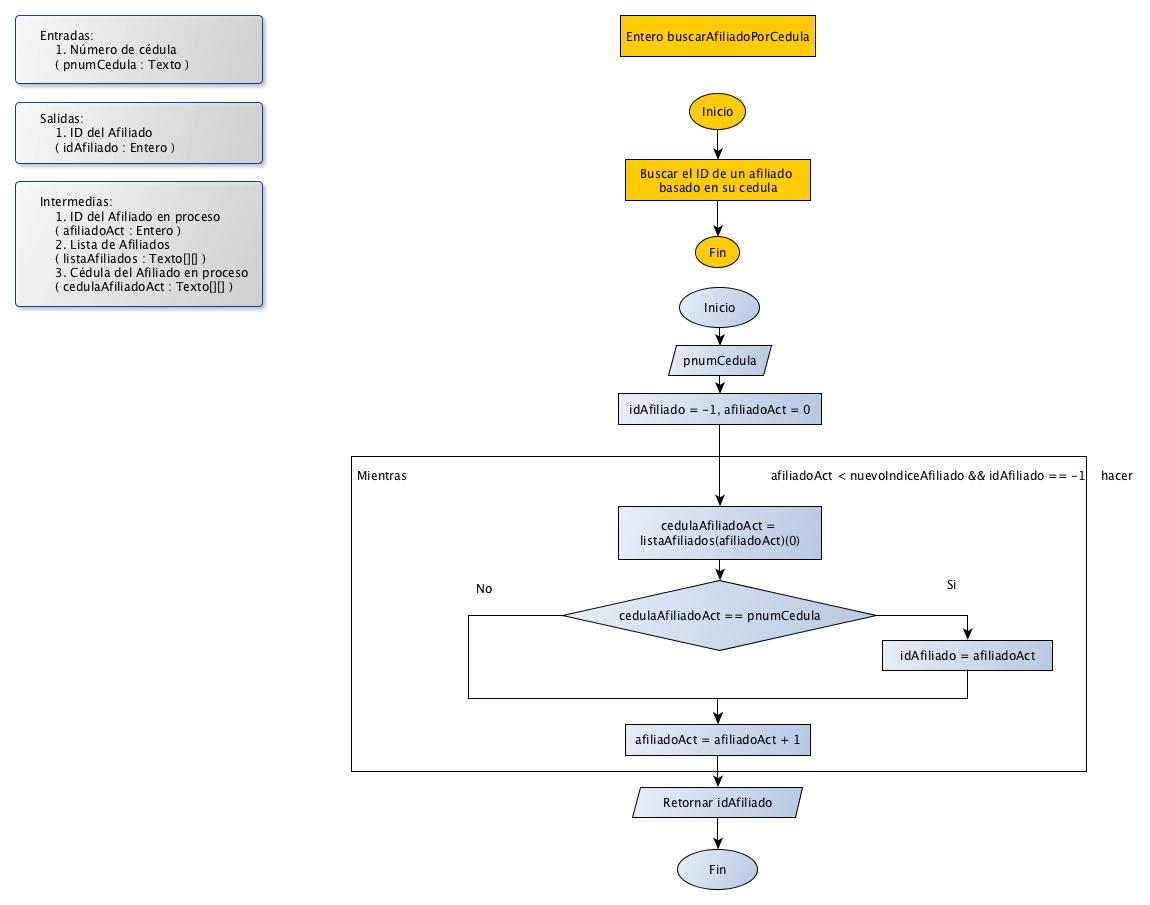 Entradas:
1. Número de cédula
( pnumCedula : Texto )
Salidas:
1. ID del Afiliado
( idAfiliado : Entero )
Intermedias:
1. ID del Afiliado en proceso
( afiliadoAct : Entero )
2. Lista de Afiliados
( listaAfiliados : Texto[][] )
3. Cédula del Afiliado en proceso
( cedulaAfiliadoAct : Texto[][] )
Entero buscarAfiliadoPorCedula
Inicio
Buscar el ID de un afiliado
basado en su cedula
Fin
Inicio
pnumCedula
idAfiliado = -1, afiliadoAct = 0
Mientras afiliadoAct < nuevoIndiceAfiliado && idAfiliado == -1 hacer
cedulaAfiliadoAct =
listaAfiliados(afiliadoAct)(0)
No
Si
cedulaAfiliadoAct == pnumCedula
idAfiliado = afiliadoAct
afiliadoAct = afiliadoAct + 1
Retornar idAfiliado
Fin